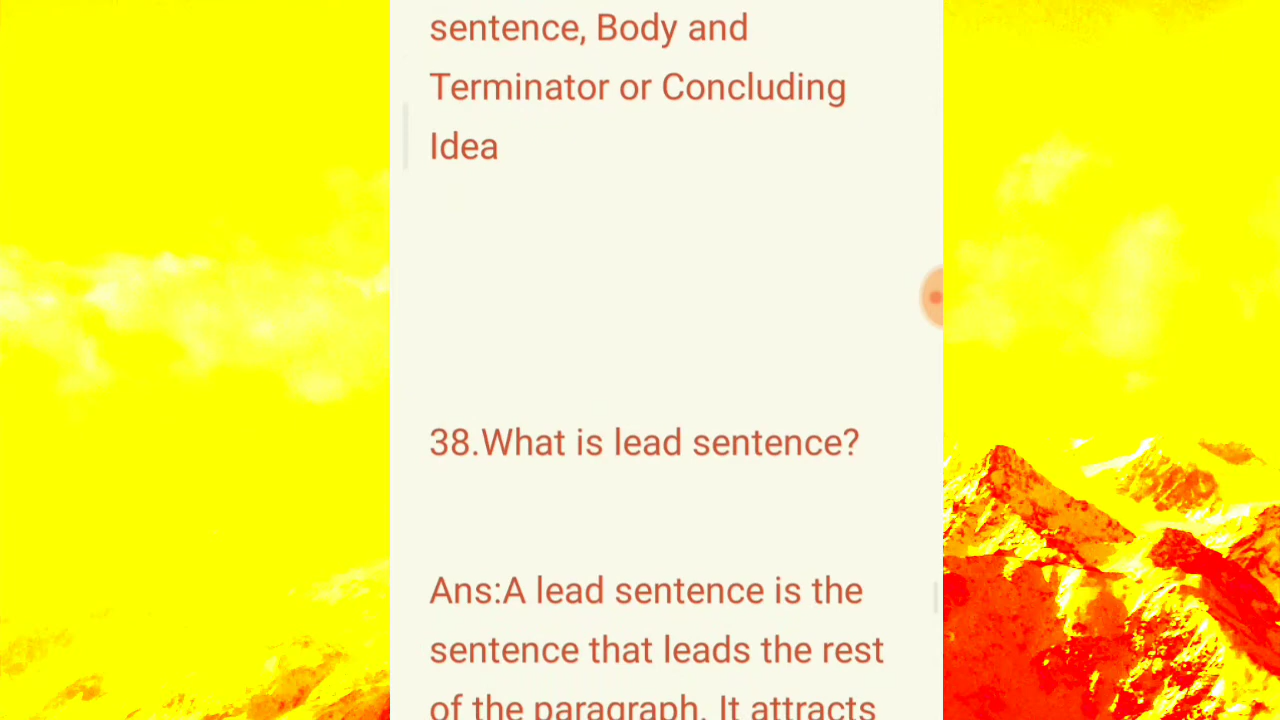 sentence, Body and
Terminator or Concluding
Idea
38.What is lead sentence?
Ans:A lead sentence is the
sentence that leads the rest
of the paragraph. It attracts